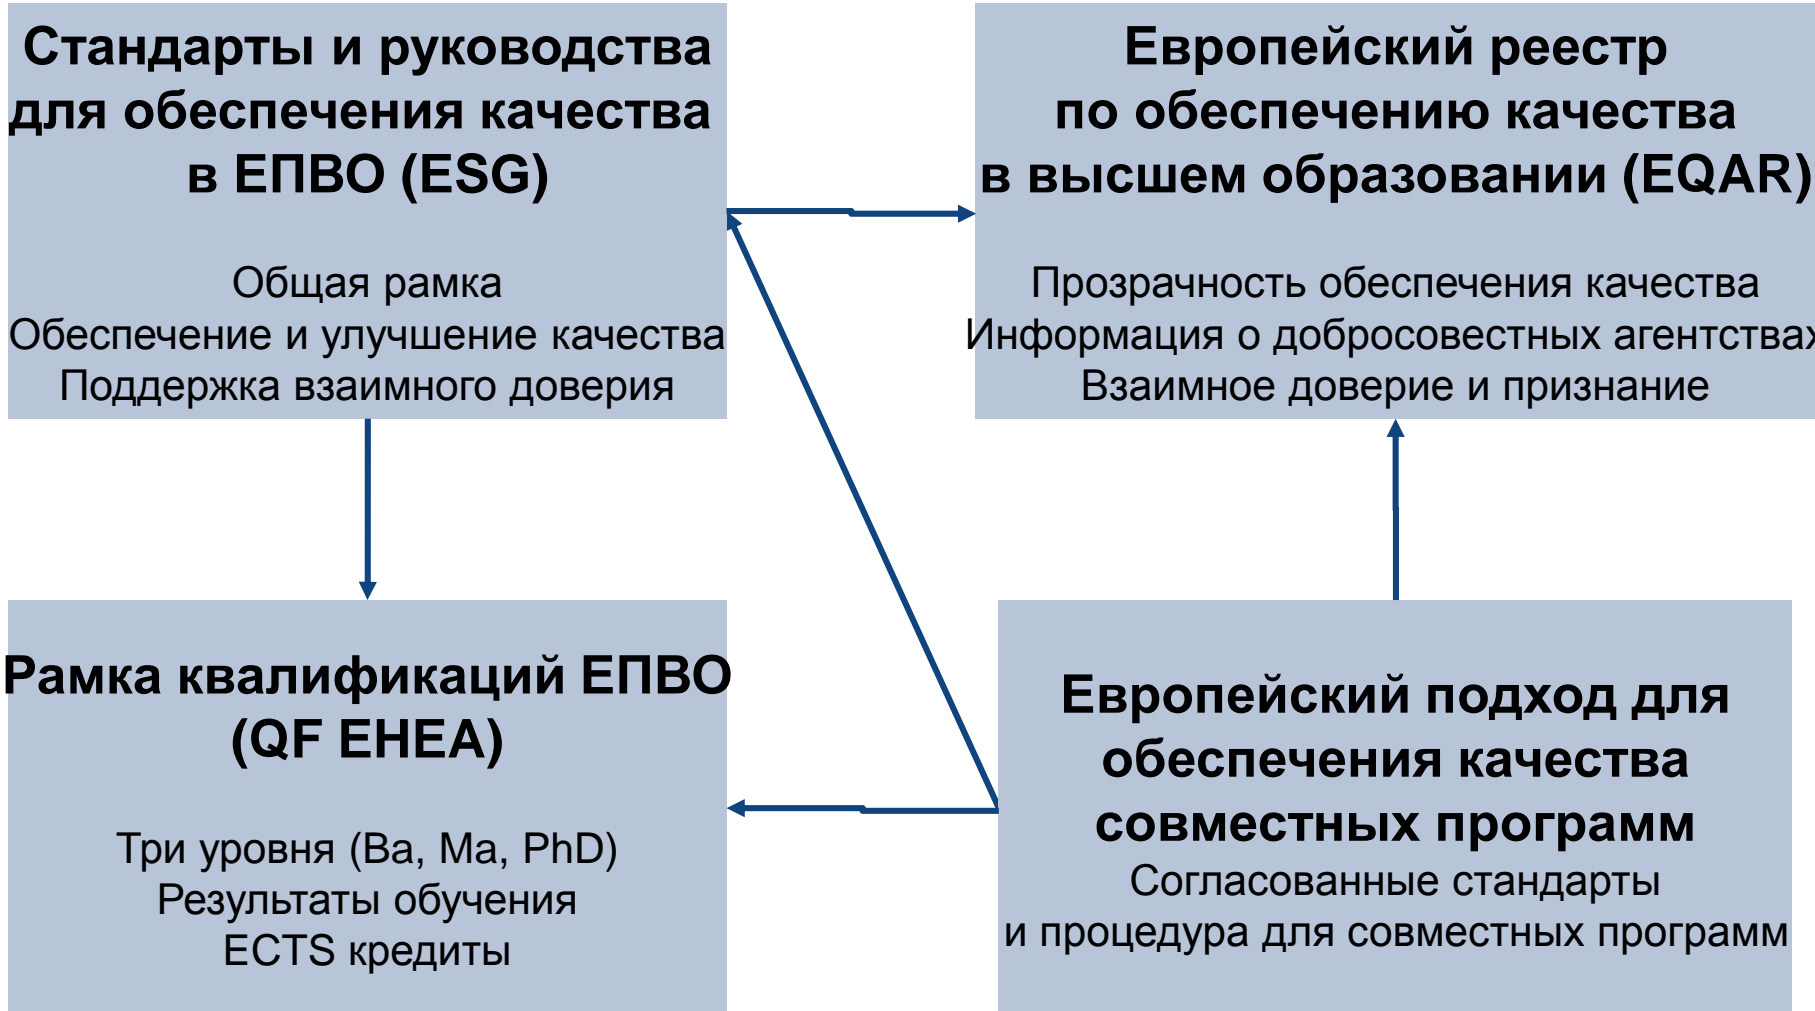 Стандарты и руководства
для обеспечения качества
в ЕПВО (ESG)
Общая рамка
Обеспечение и улучшение качества
Поддержка взаимного доверия
Европейский реестр
по обеспечению качества
в высшем образовании (EQAR)
Прозрачность обеспечения качества
Информация о добросовестных агентствах
Взаимное доверие и признание
Рамка квалификаций ЕПВО
(QF EHEA)
Три уровня (Ba, Ma, PhD)
Результаты обучения
ECTS кредиты
Европейский подход для
обеспечения качества
совместных программ
Согласованные стандарты
и процедура для совместных программ